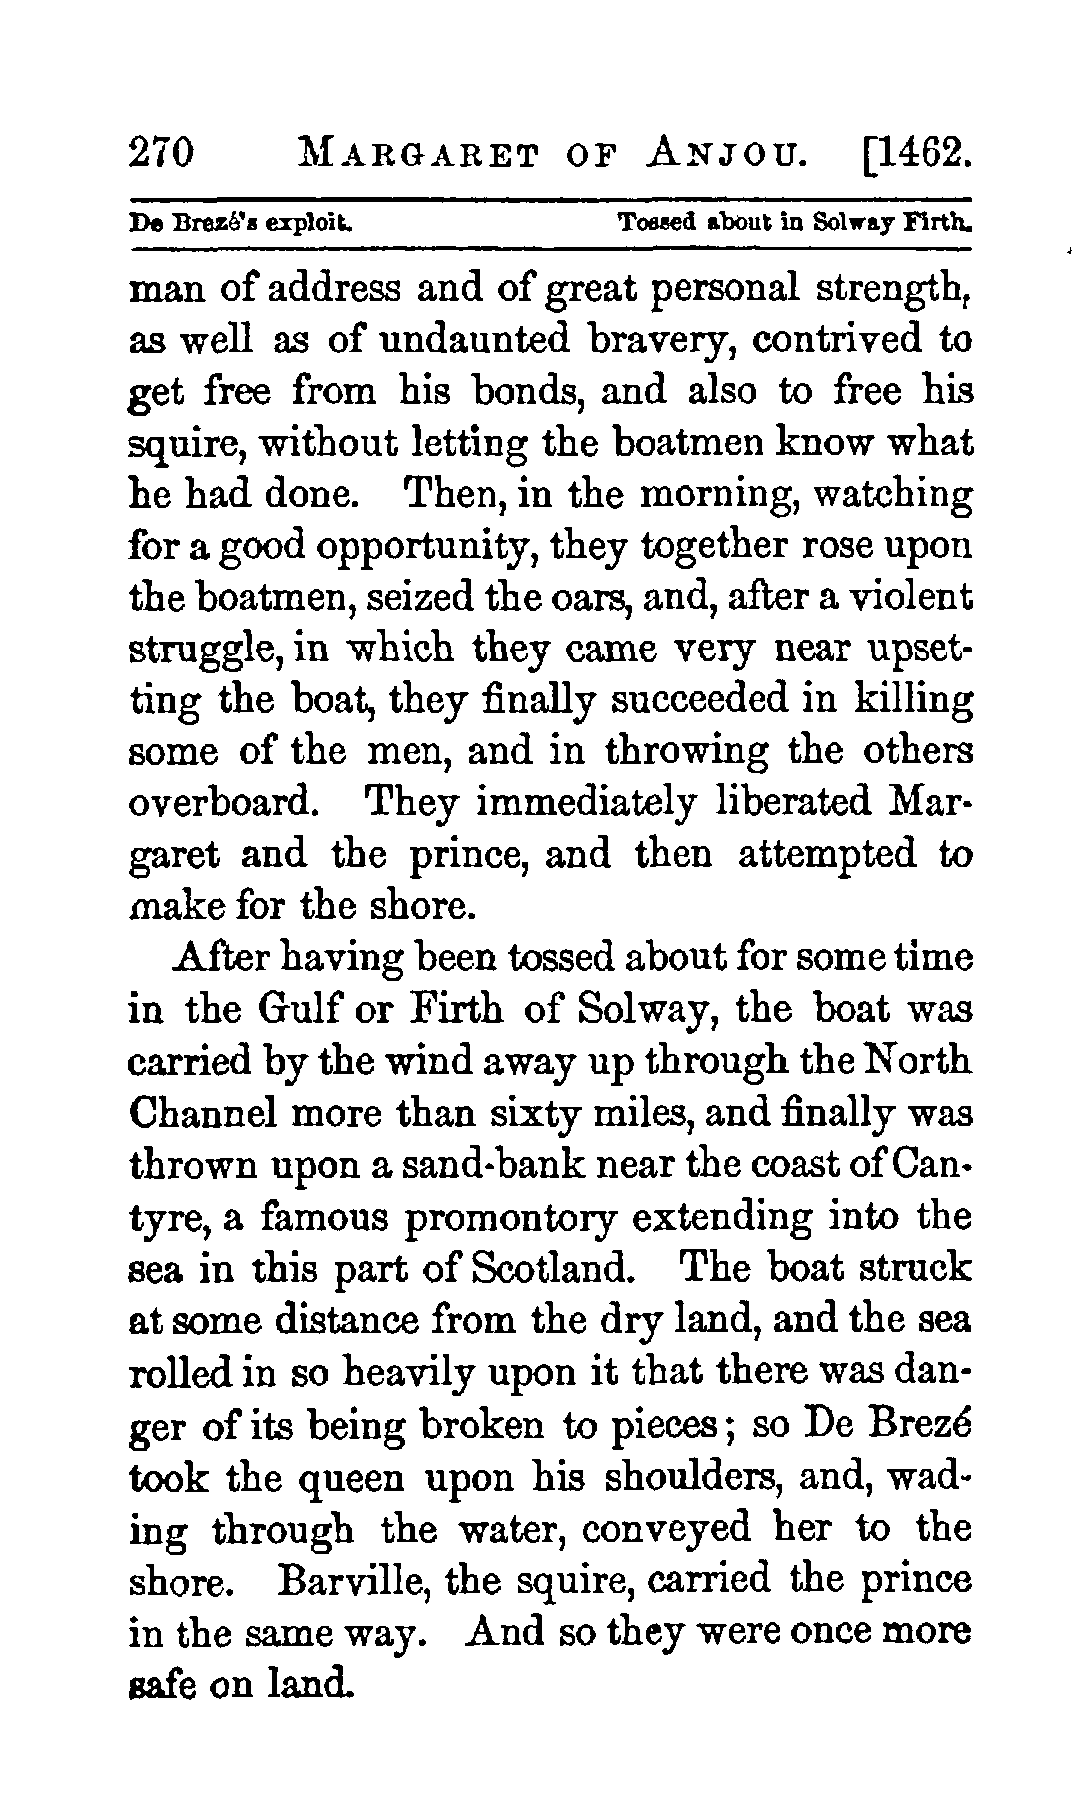 270 MARGARET OF ANJOU. [1462.
De Brezé's exploit. Tossed about in Solway Firth.
man of address and of great personal strength,
as well as of undaunted bravery, contrived to
get free from his bonds, and also to free his
squire, without letting the boatmen know what
he had done. Then, in the morning, watching
for a good opportunity, they together rose upon
the boatmen, seized the oars, and, after a violent
struggle, in which they came very near upset-
ting the boat, they finally succeeded in killing
some of the men, and in throwing the others
overboard. They immediately liberated Mar-
garet and the prince, and then attempted to
make for the shore.
After having been tossed about for some time
in the Gulf or Firth of Solway, the boat was
carried by the wind away up through the North
Channel more than sixty miles, and finally was
thrown upon a sand-bank near the coast of Can-
tyre, a famous promontory extending into the
sea in this part of Scotland. The boat struck
at some distance from the dry land, and the sea
rolled in so heavily upon it that there was dan-
ger of its being broken to pieces; so De Brezé
took the queen upon his shoulders, and, wad-
ing through the water, conveyed her to the
shore. Barville, the squire, carried the prince
in the same way. And so they were once more
safe on land.